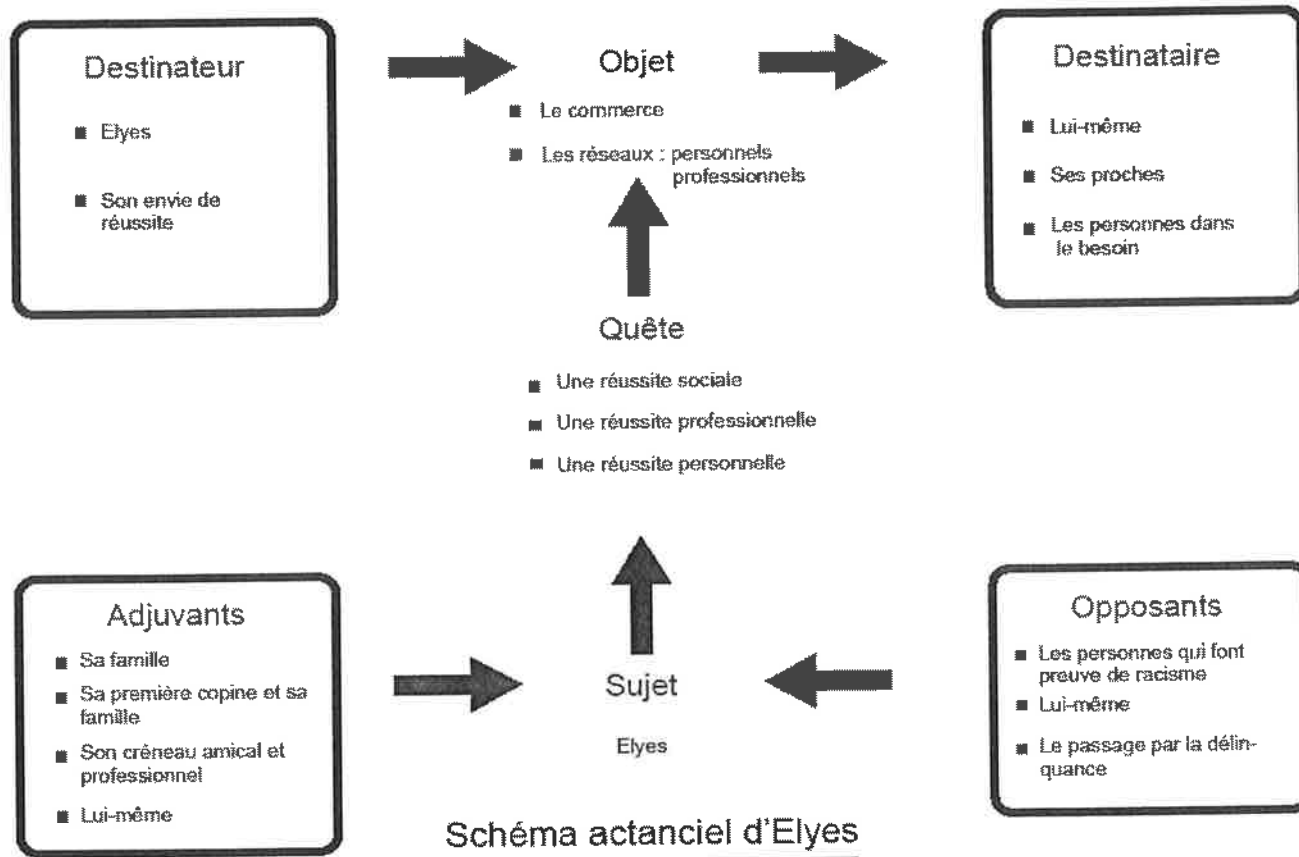 Destinateur
Elyes
Son envie de
réussite
Objet
Le commerce
Les réseaux : personnels
professionnels
Destinataire
Lui-même
Ses proches
Les personnes dans
le besoin
Quête
Une réussite sociale
Une réussite professionnelle
Une réussite personnelle
Adjuvants
Sa famille
Sa première copine et sa
famille
Son créneau amical et
professionnel
Lui-même
Sujet
Elyes
Opposants
Les personnes qui font
preuve de racisme
Lui-même
Le passage par la délin-
quance
Schéma actanciel d'Elyes